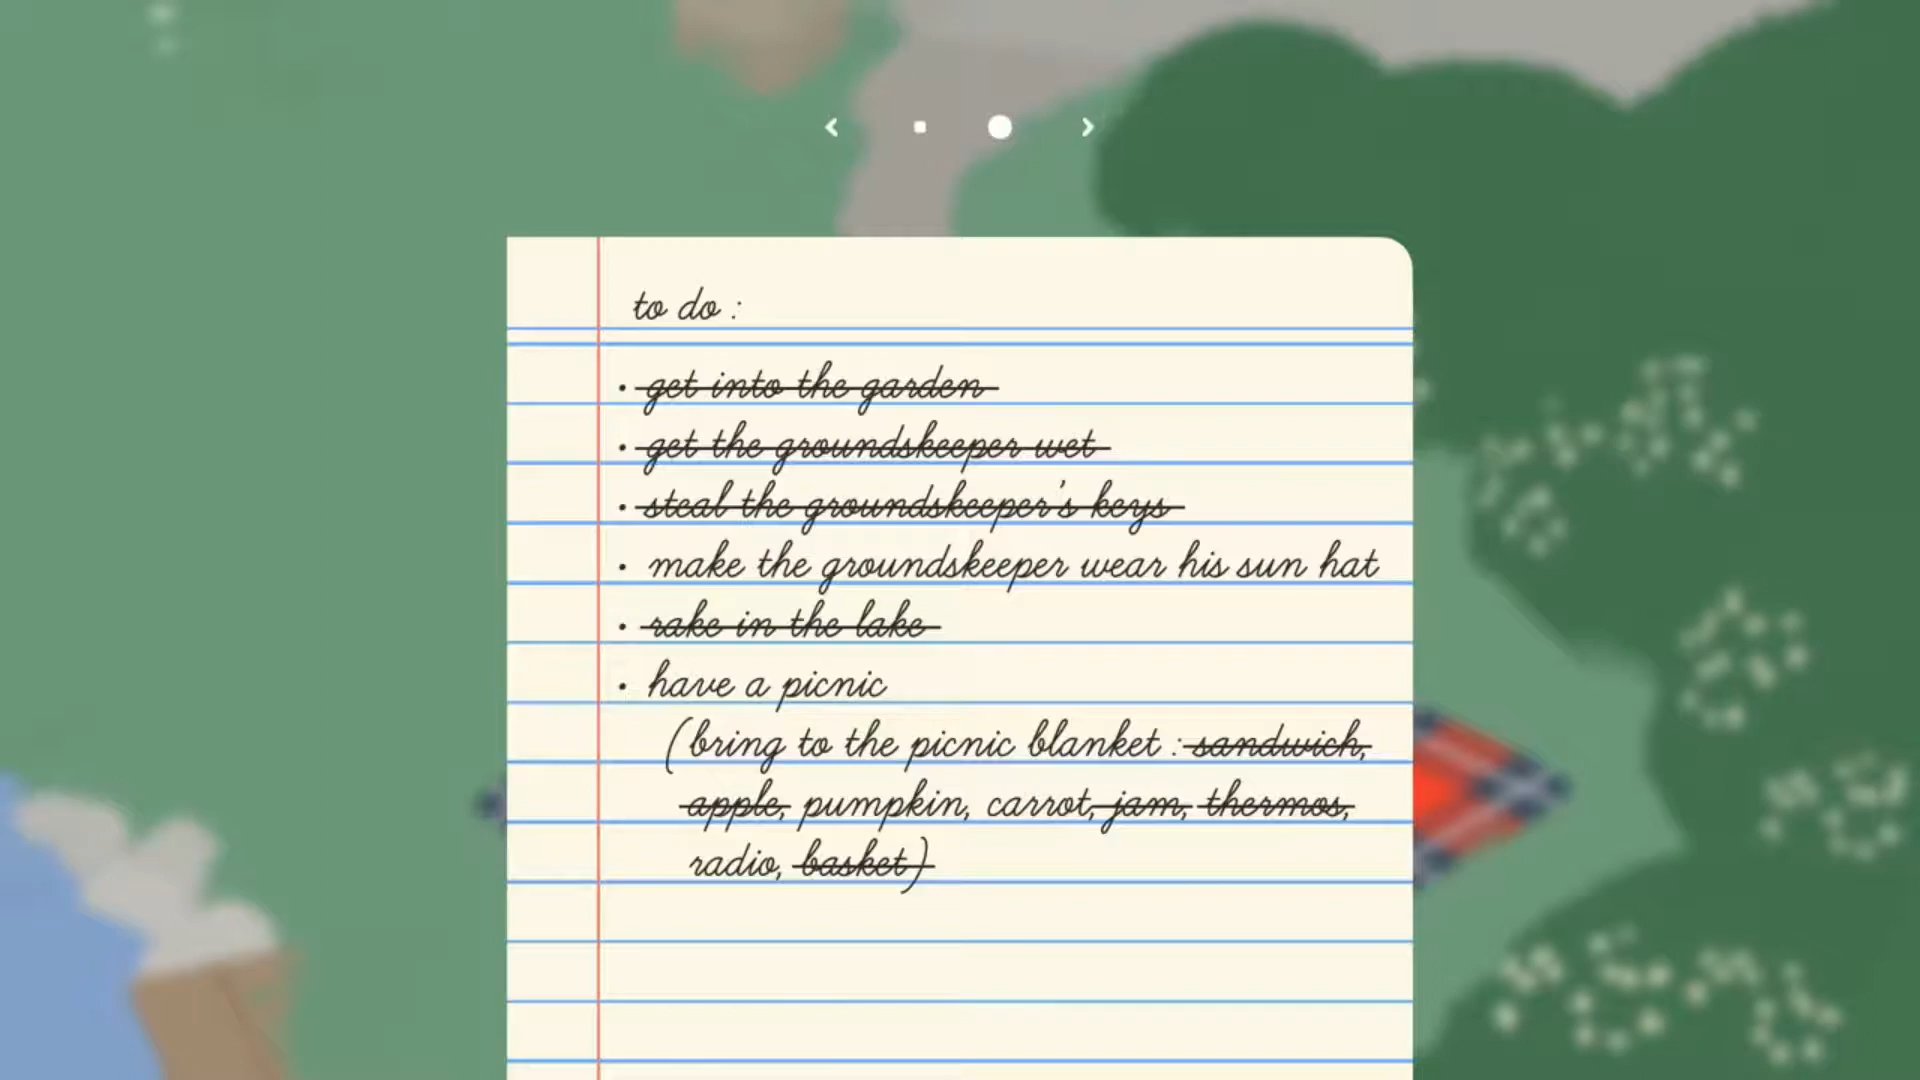 to do :
• get into the garden
• get the groundskeeper wet
• steal the groundskeeper's keys
• make the groundskeeper wear his sun hat
• rake in the lake
• have a picnic
(bring to the picnic blanket : sandwich,
apple, pumpkin, carrot, jam, thermos,
radio, basket)